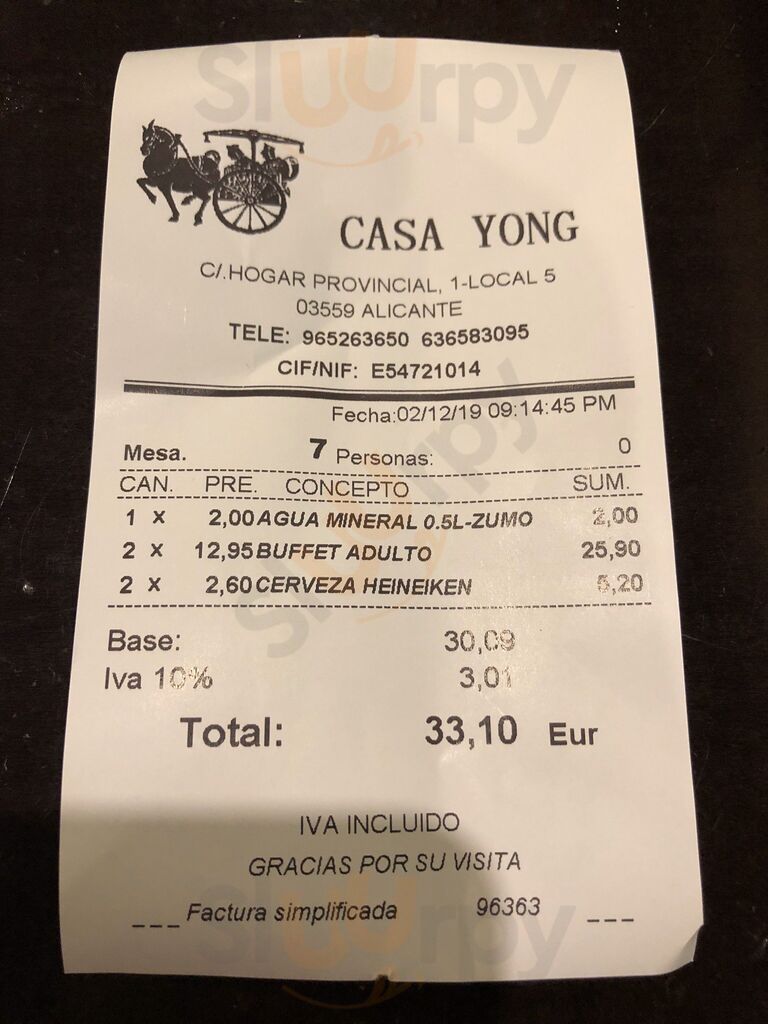 Sluurpy
CASA YONG
C/.HOGAR PROVINCIAL, 1-LOCAL 5
03559 ALICANTE
TELE: 965263650 636583095
CIF/NIF: E54721014
Fecha:02/12/19 09:14:45 PM
Mesa. 7 Personas: 0
CAN. PRE. CONCEPTO SUM.
1 x 2,00 AGUA MINERAL 0.5L-ZUMO 2,00
2 x 12,95 BUFFET ADULTO 25,90
2 x 2,60 CERVEZA HEINEIKEN 5,20
Sluurpy
Base: 30,09
Iva 10% 3,01
Total: 33,10 Eur
IVA INCLUIDO
GRACIAS POR SU VISITA
___ Factura simplificada 96363 ___
Sluurpy